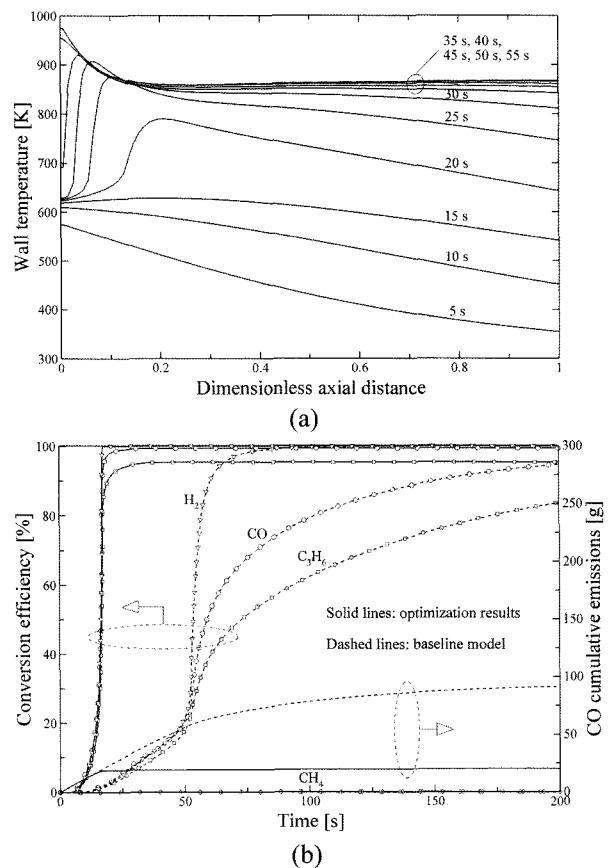 1000
900
800
700
600
500
400
300
Wall temperature [K]
35 s, 40 s,
45 s, 50 s, 55 s
30 s
25 s
20 s
15 s
10 s
5 s
0 0.2 0.4 0.6 0.8 1
Dimensionless axial distance
(a)
100
80
60
40
20
0
Conversion efficiency [%]
H2
CO
C3H6
Solid lines: optimization results
Dashed lines: baseline model
CH4
300
250
200
150
100
50
0
CO cumulative emissions [g]
0 50 100 150 200
Time [s]
(b)